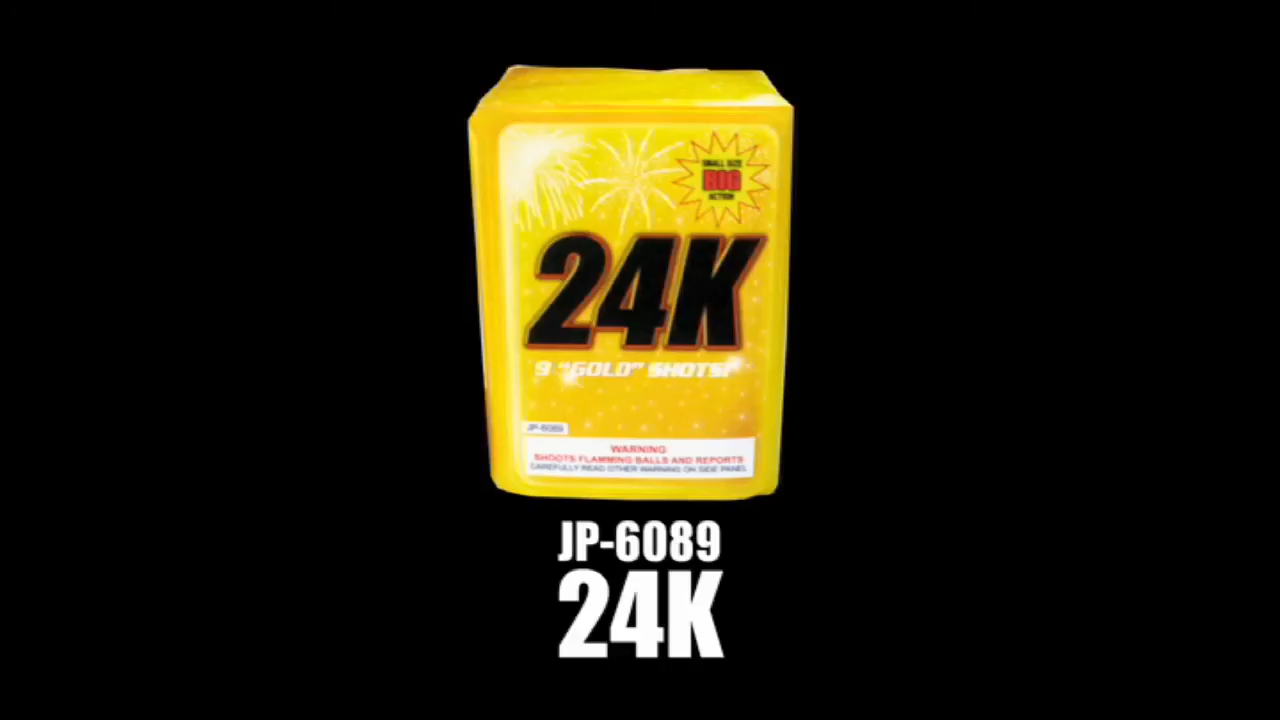 SMALL SIZE
BIG
ACTION
24K
9 "GOLD" SHOTS!
JP-6089
WARNING
SHOOTS FLAMMING BALLS AND REPORTS
CAREFULLY READ OTHER WARNING ON SIDE PANEL
JP-6089
24K